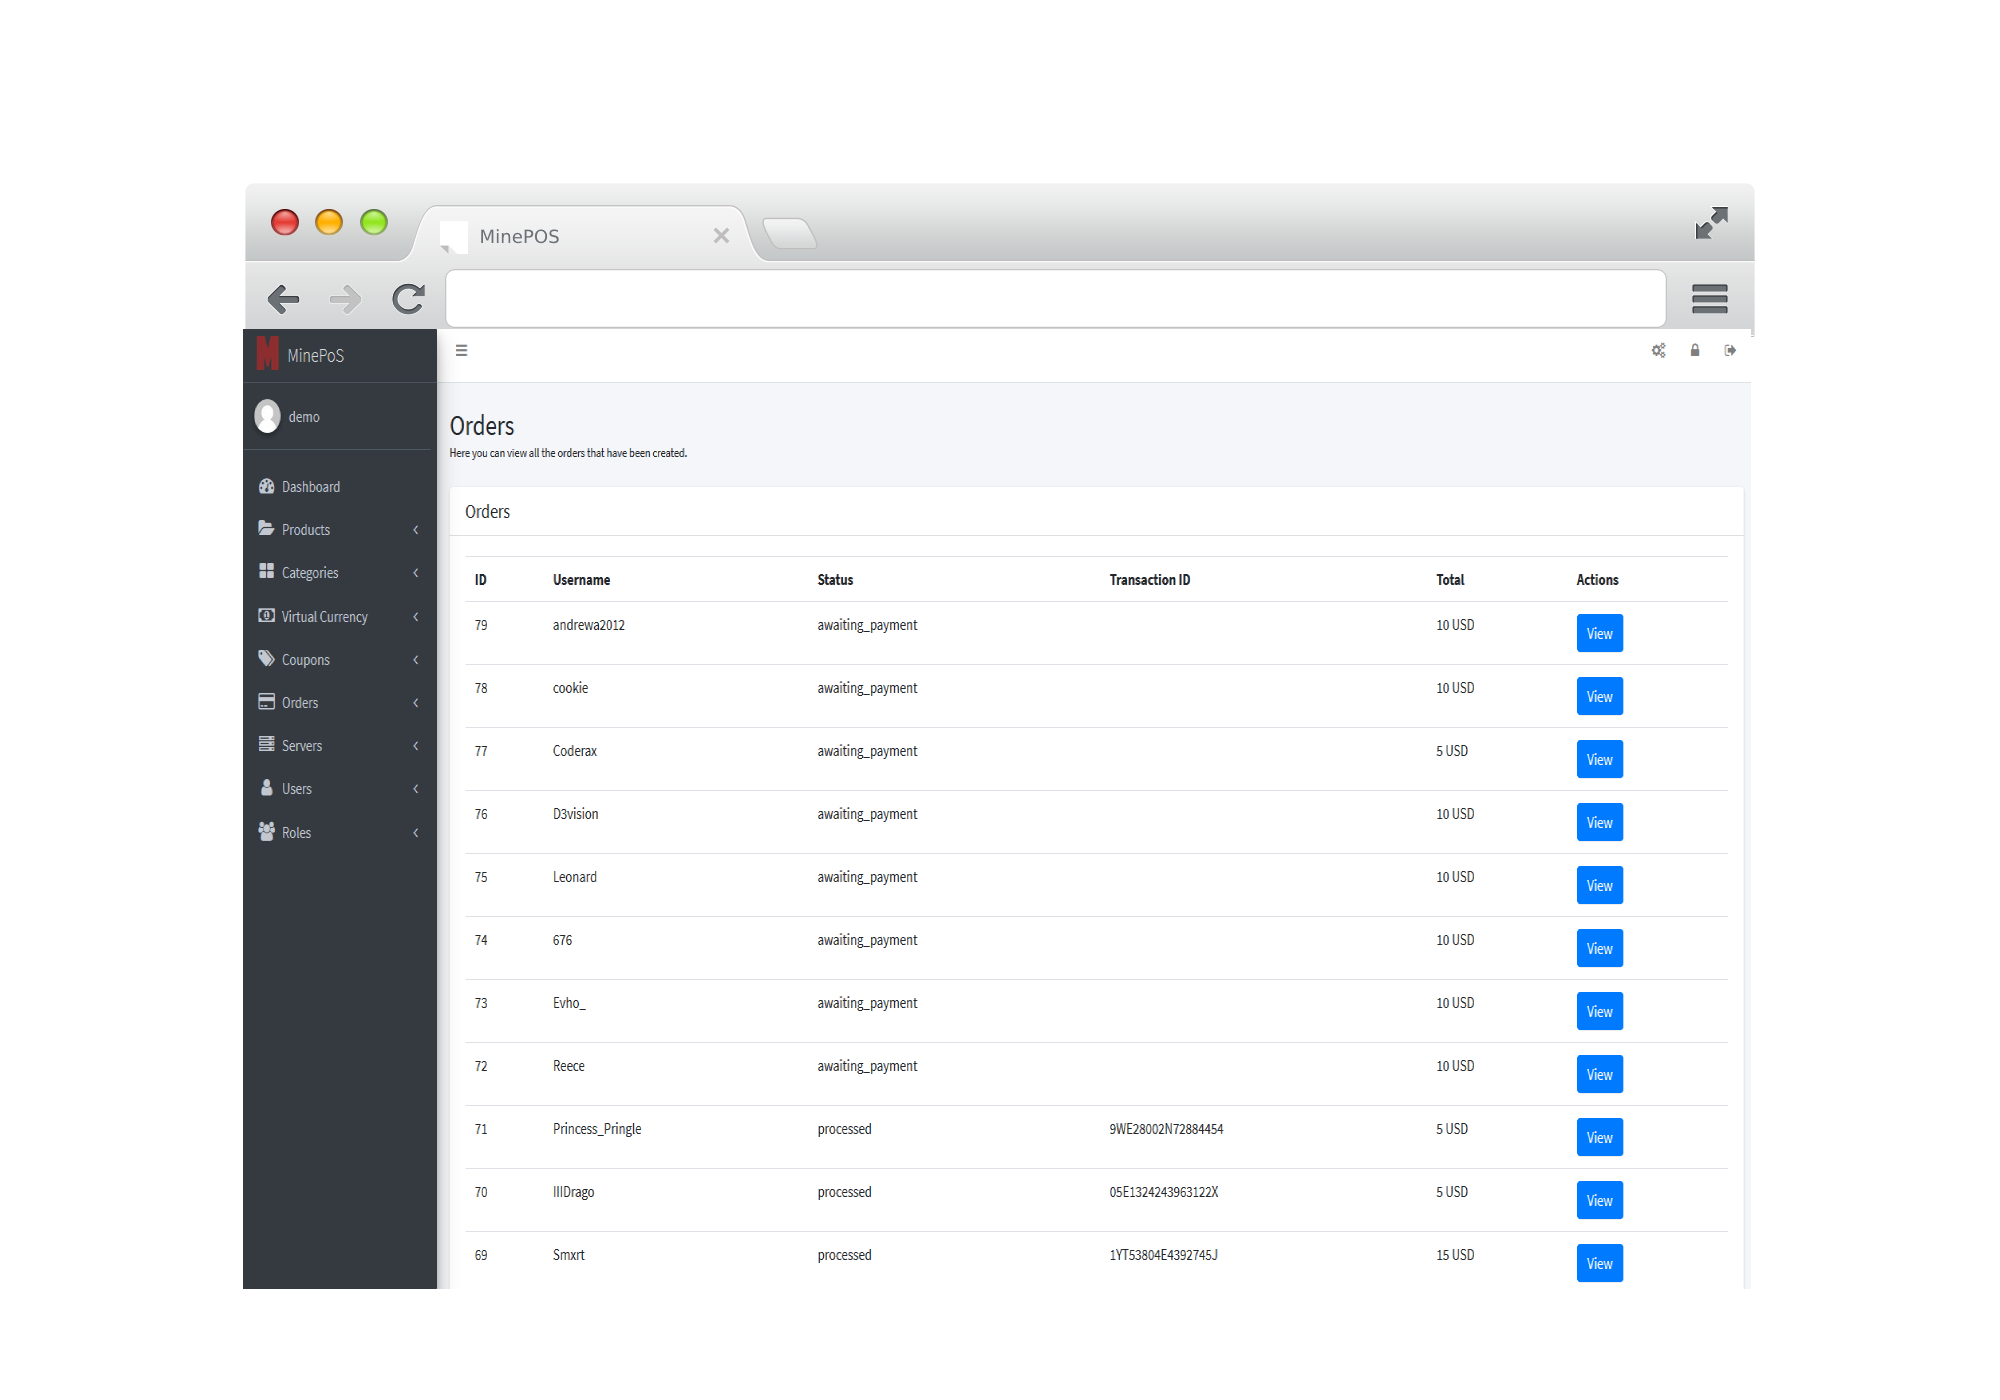 MinePOS
MinePoS
demo
Dashboard
Products
Categories
Virtual Currency
Coupons
Orders
Servers
Users
Roles
Orders
Here you can view all the orders that have been created.
Orders
ID Username Status Transaction ID Total Actions
79 andrewa2012 awaiting_payment 10 USD View
78 cookie awaiting_payment 10 USD View
77 Coderax awaiting_payment 5 USD View
76 D3vision awaiting_payment 10 USD View
75 Leonard awaiting_payment 10 USD View
74 676 awaiting_payment 10 USD View
73 Evho_ awaiting_payment 10 USD View
72 Reece awaiting_payment 10 USD View
71 Princess_Pringle processed 9WE28002N72884454 5 USD View
70 IIIDrago processed 05E1324243963122X 5 USD View
69 Smxrt processed 1YT53804E4392745J 15 USD View